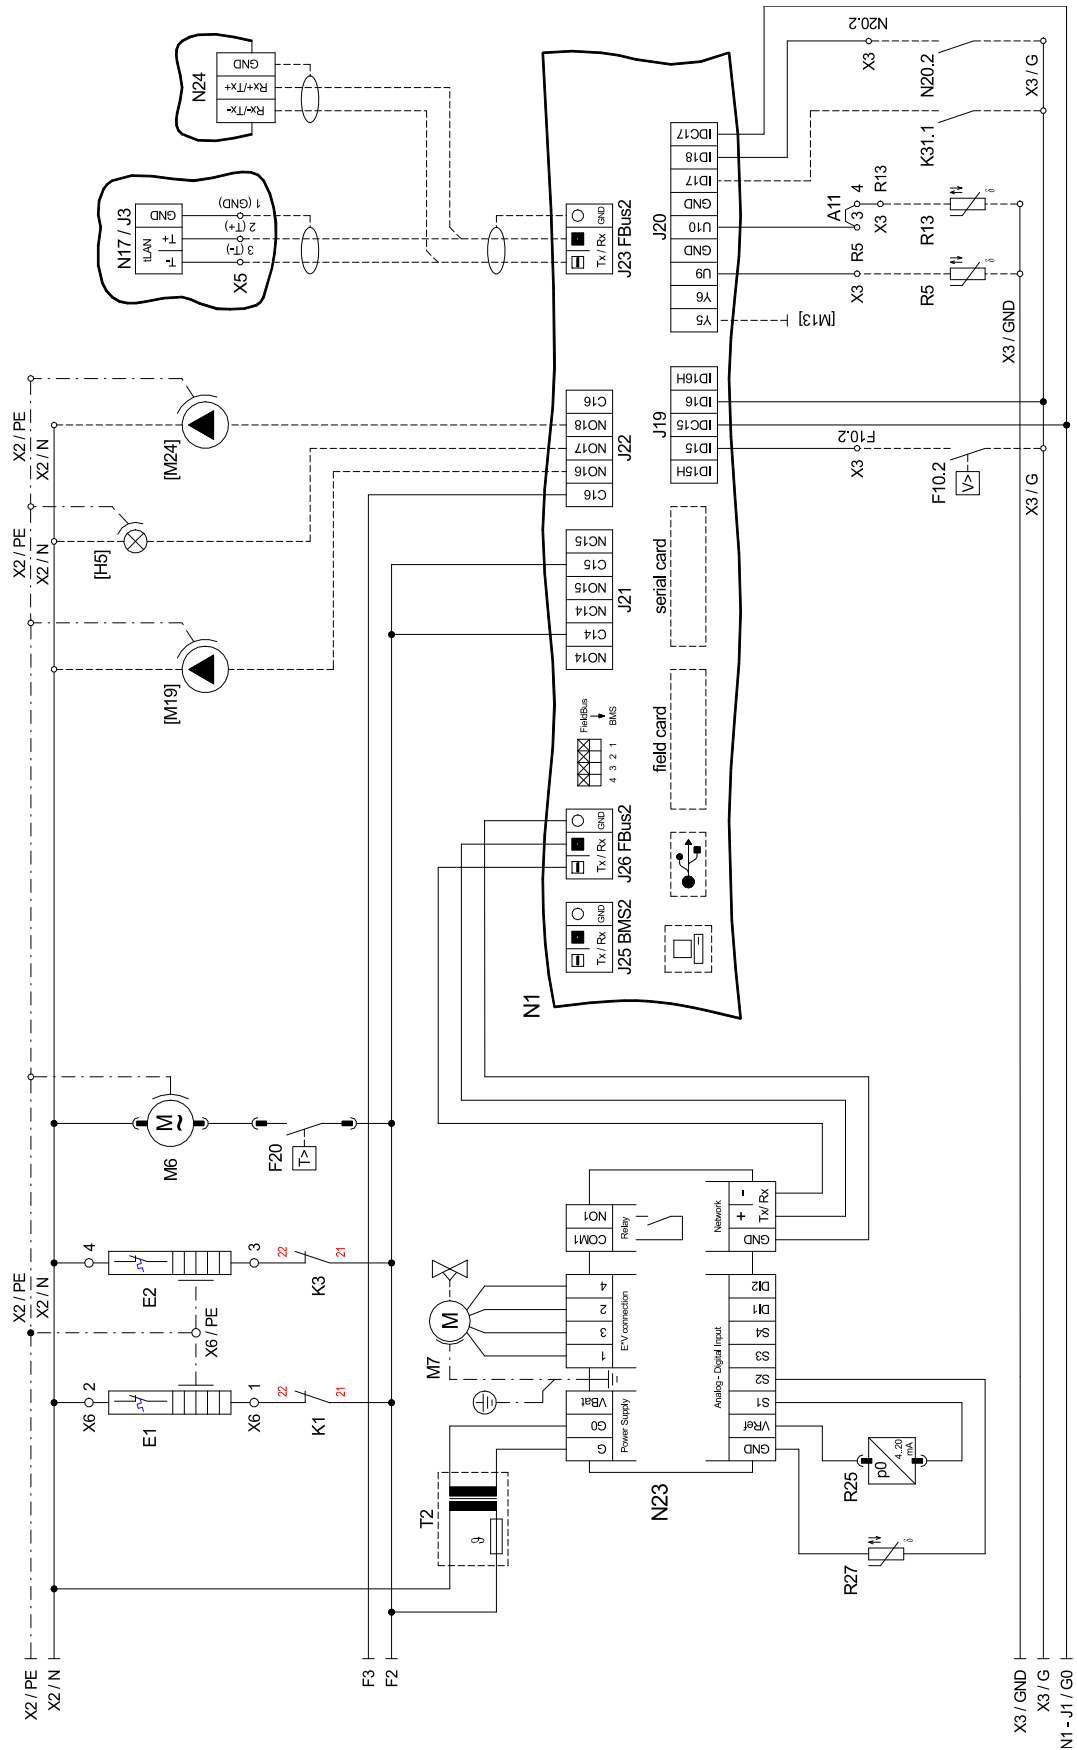 X2 / PE
X2 / N
F3
F2
X3 / GND
X3 / G
N1 - J1 / G0
T2
ϑ
N23
G
G0
VBat
Power Supply
1
3
2
4
E*V connection
COM1
NO1
Relay
GND
VRef
S1
S2
S3
S4
DI1
DI2
Analog - Digital Input
GND
+
-
Tx/ Rx
Network
R27
δ
R25
p0
4..20
mA
M7
M
X6
2
E1
X6
1
22
21
K1
X6 / PE
X2 / PE
X2 / N
4
E2
3
22
21
K3
M6
M
~
F20
T>
N1
Tx / Rx
GND
J25 BMS2
Tx / Rx
GND
J26 FBus2
FieldBus
BMS
4 3 2 1
field card
serial card
NO14
C14
NC14
NO15
C15
NC15
J21
C16
NO16
NO17
NO18
C16
J22
[M19]
[H5]
[M24]
X2 / PE
X2 / N
X2 / PE
X2 / N
ID15H
ID15
IDC15
ID16
ID16H
J19
F10.2
X3
F10.2
V>
X3 / G
Y5
Y6
U9
GND
U10
GND
ID17
ID18
IDC17
J20
[M13]
R5
X3
R5
δ
X3 / GND
A11
3
4
X3
R13
R13
δ
K31.1
N20.2
X3
N20.2
X3 / G
Tx / Rx
GND
J23 FBus2
N17 / J3
tLAN
T-
T+
GND
X5
3 (T-)
2 (T+)
1 (GND)
N24
Rx-/Tx-
Rx+/Tx+
GND